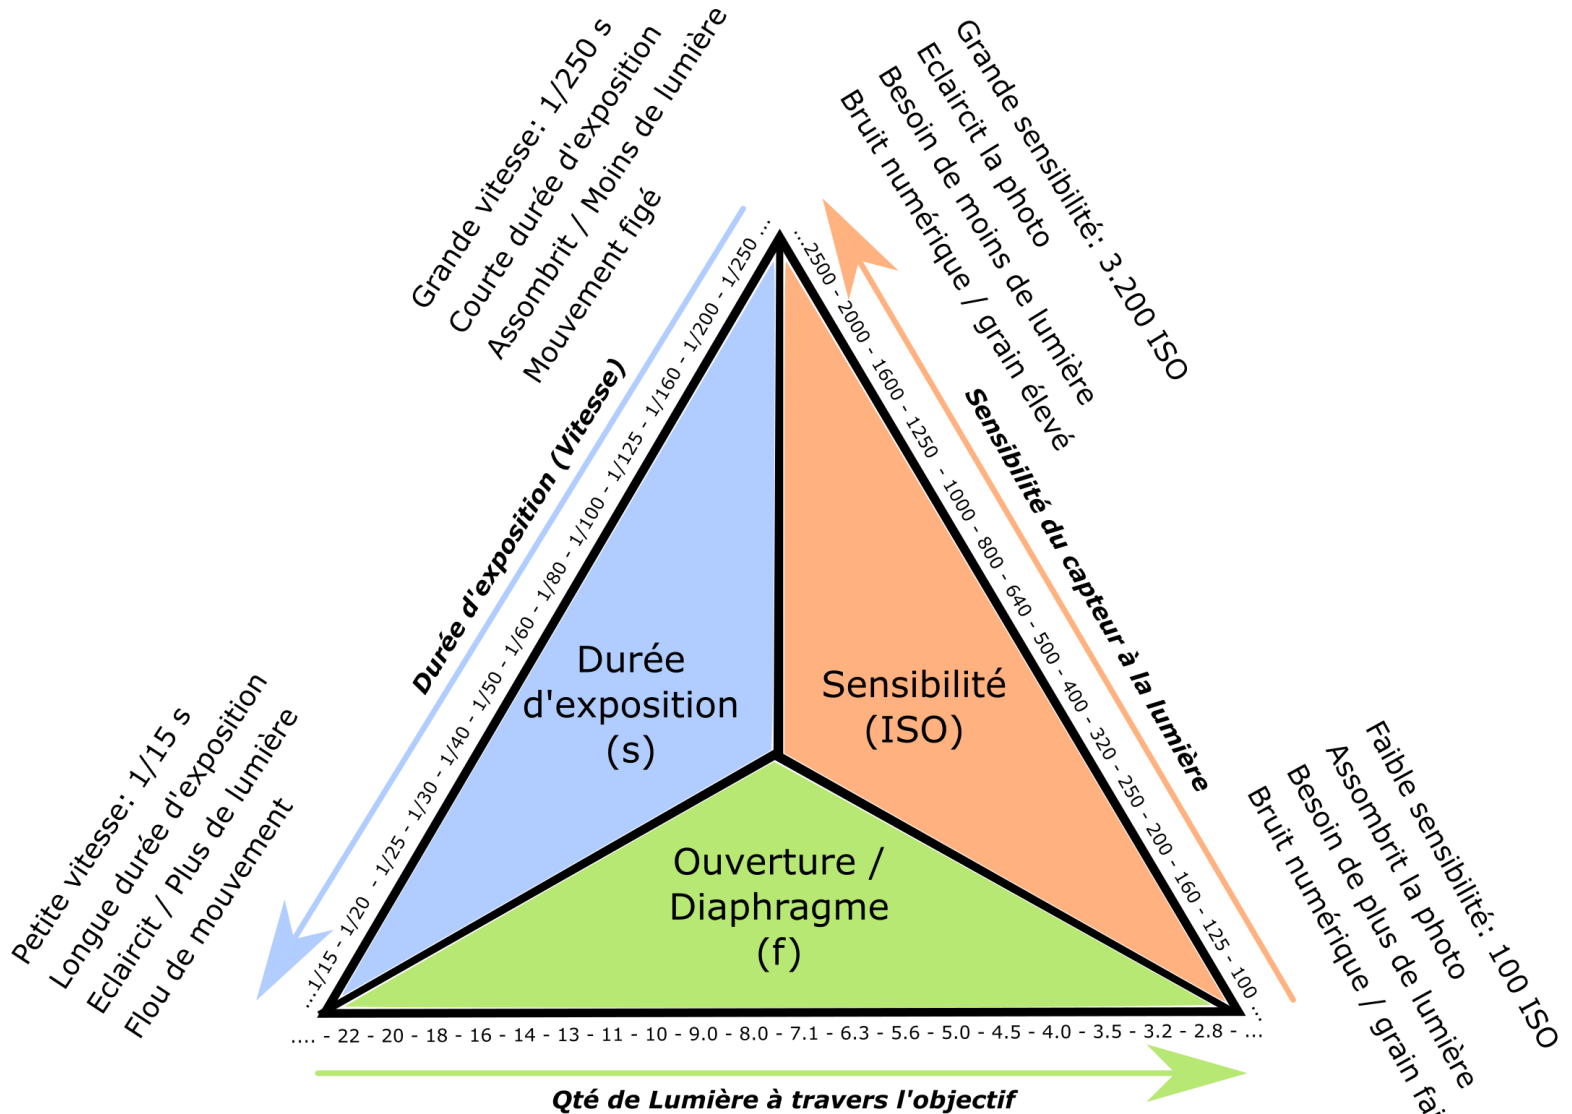 Grande vitesse: 1/250 s
Courte durée d'exposition
Assombrit / Moins de lumière
Mouvement figé
Grande sensibilité: 3.200 ISO
Eclaircit la photo
Besoin de moins de lumière
Bruit numérique / grain élevé
Durée d'exposition (Vitesse)
...1/15 - 1/20 - 1/25 - 1/30 - 1/40 - 1/50 - 1/60 - 1/80 - 1/100 - 1/125 - 1/160 - 1/200 - 1/250 ...
...2500 - 2000 - 1600 - 1250 - 1000 - 800 - 640 - 500 - 400 - 320 - 250 - 200 - 160 - 125 - 100 ...
Sensibilité du capteur à la lumière
Durée
d'exposition
(s)
Sensibilité
(ISO)
Ouverture /
Diaphragme
(f)
Petite vitesse: 1/15 s
Longue durée d'exposition
Eclaircit / Plus de lumière
Flou de mouvement
Faible sensibilité: 100 ISO
Assombrit la photo
Besoin de plus de lumière
Bruit numérique / grain
.... - 22 - 20 - 18 - 16 - 14 - 13 - 11 - 10 - 9.0 - 8.0 - 7.1 - 6.3 - 5.6 - 5.0 - 4.5 - 4.0 - 3.5 - 3.2 - 2.8 - ...
Qté de Lumière à travers l'objectif